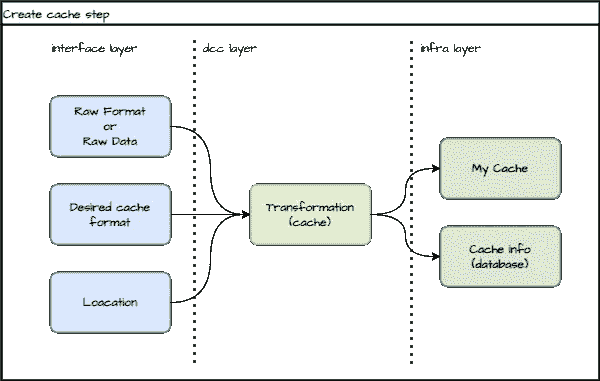 Create cache step
interface layer
dcc layer
infra layer
Raw Format
or
Raw Data
Desired cache
format
Loacation
Transformation
(cache)
My Cache
Cache info
(database)